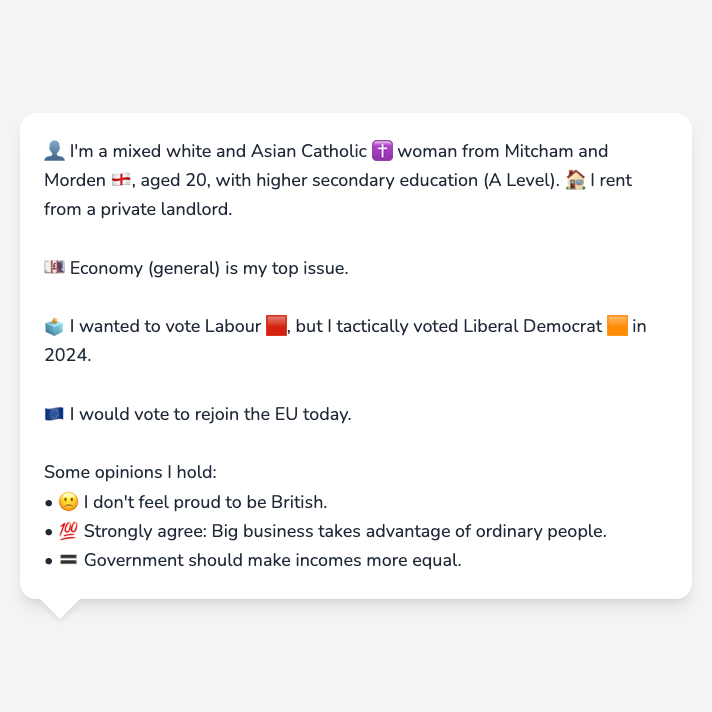 👤 I'm a mixed white and Asian Catholic ✝️ woman from Mitcham and
Morden 🏴󠁧󠁢󠁥󠁮󠁧󠁿, aged 20, with higher secondary education (A Level). 🏠 I rent
from a private landlord.
💷 Economy (general) is my top issue.
🗳️ I wanted to vote Labour 🟥, but I tactically voted Liberal Democrat 🟧 in
2024.
🇪🇺 I would vote to rejoin the EU today.
Some opinions I hold:
• 🙁 I don't feel proud to be British.
• 💯 Strongly agree: Big business takes advantage of ordinary people.
• 🟰 Government should make incomes more equal.